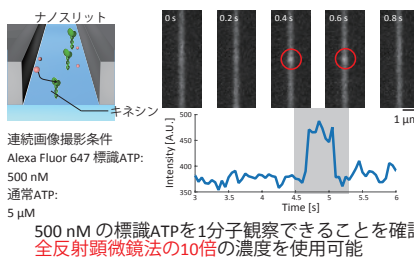 ナノスリット
キネシン
0 s
0.2 s
0.4 s
0.6 s
0.8 s
1 μm
連続画像撮影条件
Alexa Fluor 647 標識ATP:
500 nM
通常ATP:
5 μM
Intensity [A.U.]
500
450
400
350
3
3.5
4
4.5
5
5.5
6
Time [s]
500 nM の標識ATPを1分子観察できることを確認
全反射顕微鏡法の10倍の濃度を使用可能